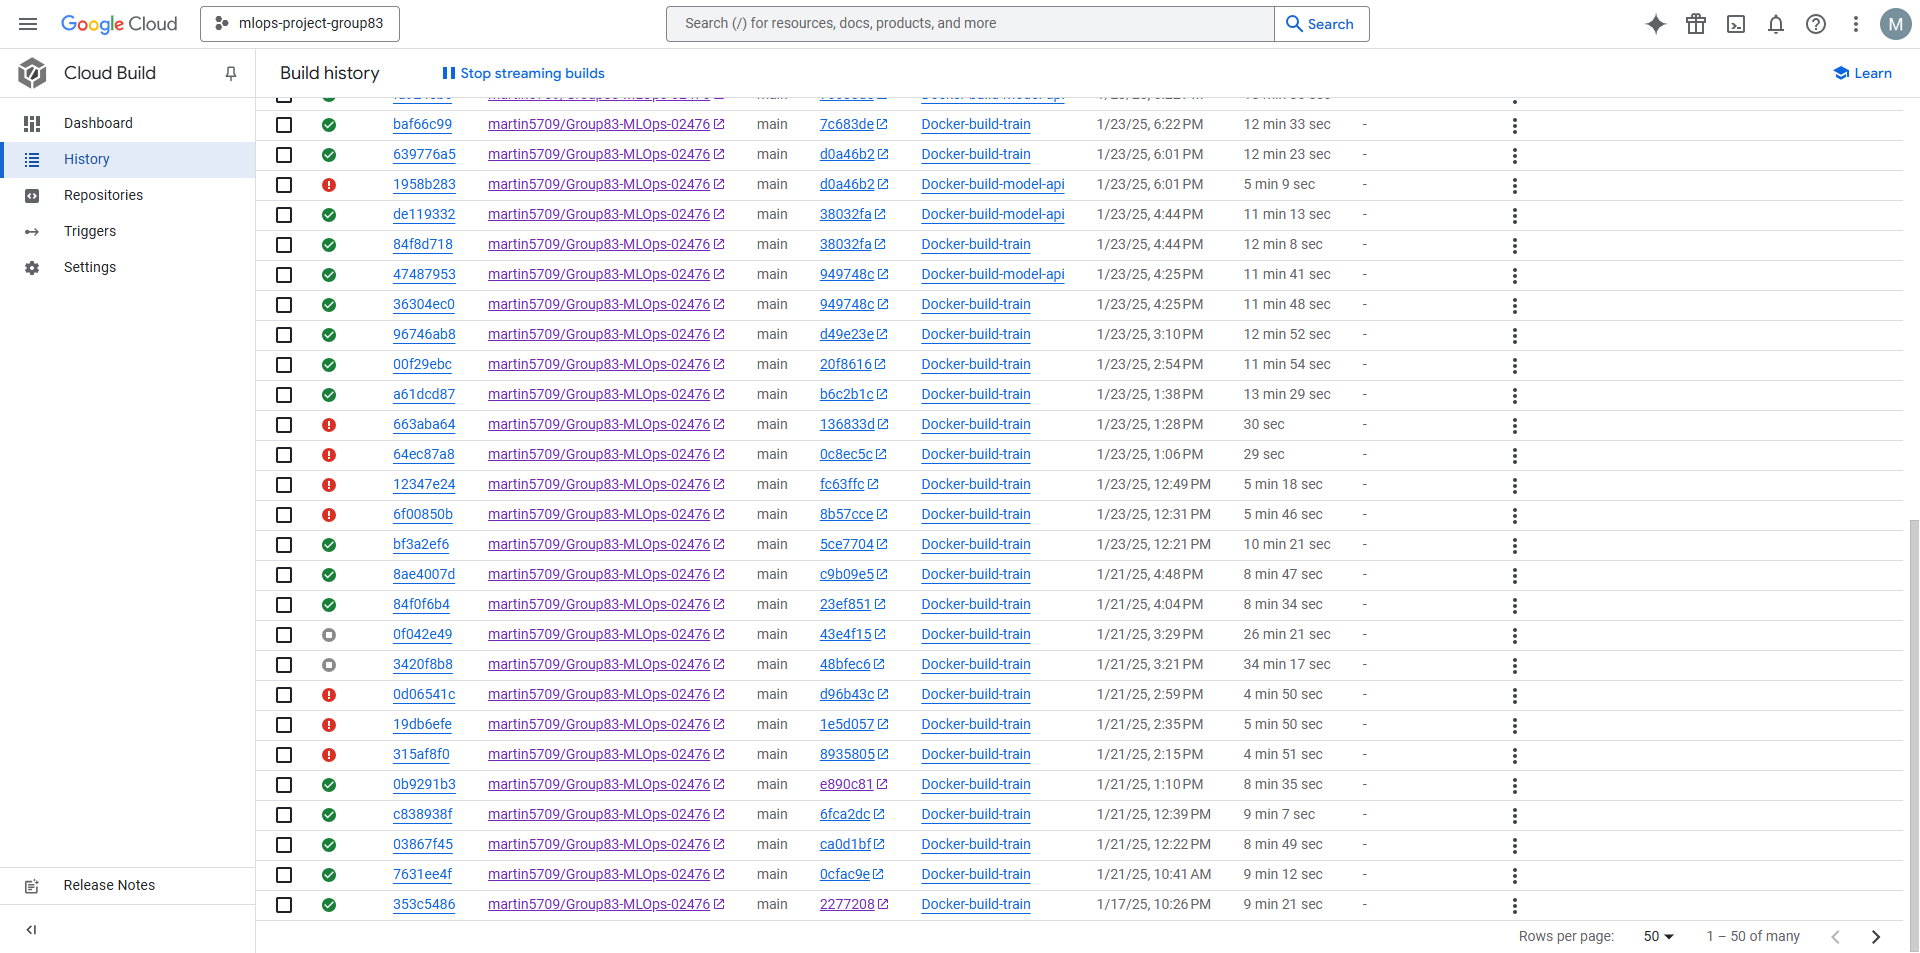 Google Cloud
mlops-project-group83
Search (/) for resources, docs, products, and more
Search
M
Cloud Build
Build history
Stop streaming builds
Learn
Dashboard
History
Repositories
Triggers
Settings
Release Notes
baf66c99 martin5709/Group83-MLOps-02476 main 7c683de Docker-build-train 1/23/25, 6:22 PM 12 min 33 sec -
639776a5 martin5709/Group83-MLOps-02476 main d0a46b2 Docker-build-train 1/23/25, 6:01 PM 12 min 23 sec -
1958b283 martin5709/Group83-MLOps-02476 main d0a46b2 Docker-build-model-api 1/23/25, 6:01 PM 5 min 9 sec -
de119332 martin5709/Group83-MLOps-02476 main 38032fa Docker-build-model-api 1/23/25, 4:44 PM 11 min 13 sec -
84f8d718 martin5709/Group83-MLOps-02476 main 38032fa Docker-build-train 1/23/25, 4:44 PM 12 min 8 sec -
47487953 martin5709/Group83-MLOps-02476 main 949748c Docker-build-model-api 1/23/25, 4:25 PM 11 min 41 sec -
36304ec0 martin5709/Group83-MLOps-02476 main 949748c Docker-build-train 1/23/25, 4:25 PM 11 min 48 sec -
96746ab8 martin5709/Group83-MLOps-02476 main d49e23e Docker-build-train 1/23/25, 3:10 PM 12 min 52 sec -
00f29ebc martin5709/Group83-MLOps-02476 main 20f8616 Docker-build-train 1/23/25, 2:54 PM 11 min 54 sec -
a61dcd87 martin5709/Group83-MLOps-02476 main b6c2b1c Docker-build-train 1/23/25, 1:38 PM 13 min 29 sec -
663aba64 martin5709/Group83-MLOps-02476 main 136833d Docker-build-train 1/23/25, 1:28 PM 30 sec -
64ec87a8 martin5709/Group83-MLOps-02476 main 0c8ec5c Docker-build-train 1/23/25, 1:06 PM 29 sec -
12347e24 martin5709/Group83-MLOps-02476 main fc63ffc Docker-build-train 1/23/25, 12:49 PM 5 min 18 sec -
6f00850b martin5709/Group83-MLOps-02476 main 8b57cce Docker-build-train 1/23/25, 12:31 PM 5 min 46 sec -
bf3a2ef6 martin5709/Group83-MLOps-02476 main 5ce7704 Docker-build-train 1/23/25, 12:21 PM 10 min 21 sec -
8ae4007d martin5709/Group83-MLOps-02476 main c9b09e5 Docker-build-train 1/21/25, 4:48 PM 8 min 47 sec -
84f0f6b4 martin5709/Group83-MLOps-02476 main 23ef851 Docker-build-train 1/21/25, 4:04 PM 8 min 34 sec -
0f042e49 martin5709/Group83-MLOps-02476 main 43e4f15 Docker-build-train 1/21/25, 3:29 PM 26 min 21 sec -
3420f8b8 martin5709/Group83-MLOps-02476 main 48bfec6 Docker-build-train 1/21/25, 3:21 PM 34 min 17 sec -
0d06541c martin5709/Group83-MLOps-02476 main d96b43c Docker-build-train 1/21/25, 2:59 PM 4 min 50 sec -
19db6efe martin5709/Group83-MLOps-02476 main 1e5d057 Docker-build-train 1/21/25, 2:35 PM 5 min 50 sec -
315af8f0 martin5709/Group83-MLOps-02476 main 8935805 Docker-build-train 1/21/25, 2:15 PM 4 min 51 sec -
0b9291b3 martin5709/Group83-MLOps-02476 main e890c81 Docker-build-train 1/21/25, 1:10 PM 8 min 35 sec -
c838938f martin5709/Group83-MLOps-02476 main 6fca2dc Docker-build-train 1/21/25, 12:39 PM 9 min 7 sec -
03867f45 martin5709/Group83-MLOps-02476 main ca0d1bf Docker-build-train 1/21/25, 12:22 PM 8 min 49 sec -
7631ee4f martin5709/Group83-MLOps-02476 main 0cfac9e Docker-build-train 1/21/25, 10:41 AM 9 min 12 sec -
353c5486 martin5709/Group83-MLOps-02476 main 2277208 Docker-build-train 1/17/25, 10:26 PM 9 min 21 sec -
Rows per page: 50 1 – 50 of many